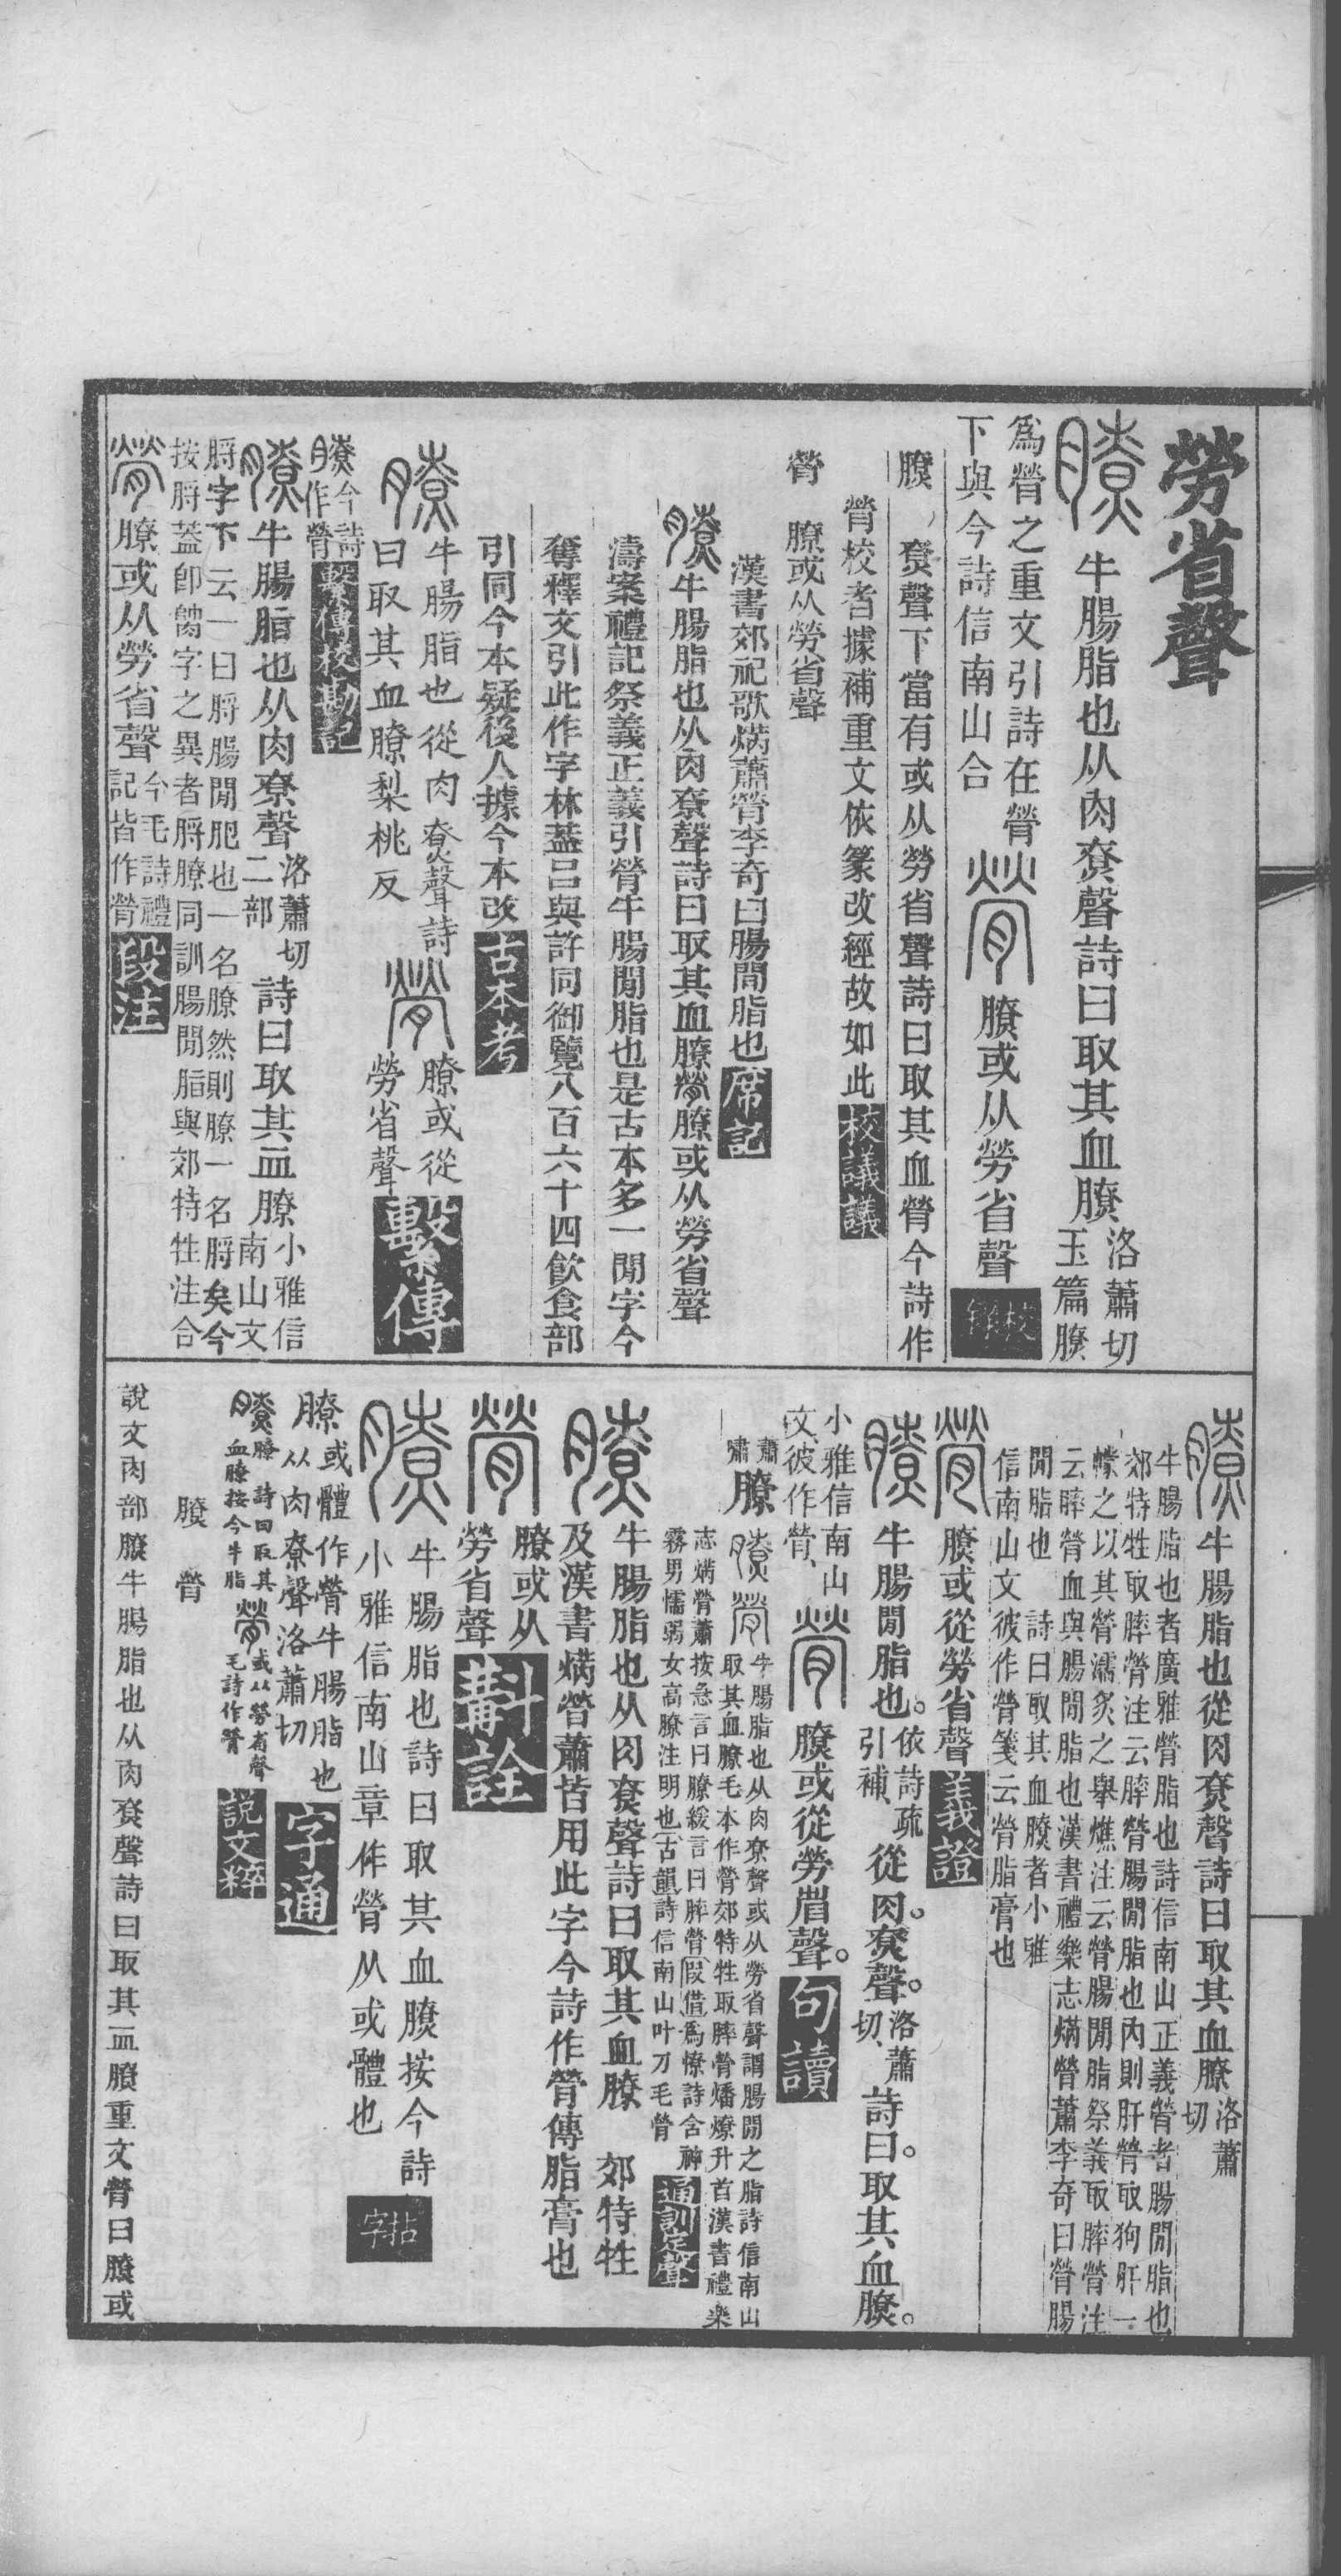 勞省聲
膫 牛腸脂也从肉尞聲詩曰取其血膫洛蕭切玉篇膫
爲膋之重文引詩在膋
下與今詩信南山合
膋 膫或从勞省聲 校錄
膫 尞聲下當有或从勞省聲詩曰取其血膋今詩作
膋校者據補重文依篆改經故如此 校議議
膋 膫或从勞省聲
漢書郊祀歌焫蕭膋李奇曰腸閒脂也 席記
膫 牛腸脂也从肉尞聲詩曰取其血膫膋膫或从勞省聲
濤案禮記祭義正義引膋牛腸閒脂也是古本多一閒字今
奪釋文引此作字林蓋呂與許同御覽八百六十四飲食部
引同今本疑後人據今本改 古本考
膫 牛腸脂也從肉尞聲詩
曰取其血膫梨桃反
膋 膫或從
勞省聲 繫傳
膫今詩
作膋 繫傳校勘記
膫 牛腸脂也从肉尞聲洛蕭切二部詩曰取其血膫小雅信南山文
脟字下云一曰脟腸閒肥也一名膫然則膫一名脟矣今
按脟蓋卽臠字之異者脟膫同訓腸閒脂與郊特牲注合
膋 膫或从勞省聲今毛詩禮記皆作膋 段注
膫 牛腸脂也從肉尞聲詩曰取其血膫洛蕭切
牛腸脂也者廣雅膋脂也詩信南山正義膋者腸閒脂也
郊特牲取膟膋注云膟膋腸閒脂也內則肝膋取狗肝一
幪之以其膋濡炙之舉燋注云膋腸閒脂祭義取膟膋注
云膟膋血與腸閒脂也漢書禮樂志焫膋蕭李奇曰膋腸
閒脂也 詩曰取其血膫者小雅
信南山文彼作膋箋云膋脂膏也
膋 膫或從勞省聲 義證
膫 牛腸閒脂也。依詩疏引補、從肉。尞聲。洛蕭切、詩曰。取其血膫。
小雅信南山
文、彼作膋、
膋 膫或從勞省聲。 句讀
蕭嘯 膫 膫膋 牛腸脂也从肉尞聲或从勞省聲謂腸閒之脂詩信南山
取其血膫毛本作膋郊特牲取膟膋燔燎升首漢書禮樂
志焫膋蕭按急言曰膫緩言曰膟膋假借爲憭詩含神
霧男懦弱女高膫注明也古韻詩信南山叶刀毛膋 通訓定聲
膫 牛腸脂也从肉尞聲詩曰取其血膫 郊特牲
及漢書焫膋蕭皆用此字今詩作膋傳脂膏也
膋 膫或从
勞省聲 斠詮
膫 牛腸脂也詩曰取其血膫按今詩
小雅信南山章作膋从或體也 拈字
膫或體作膋牛腸脂也
从肉尞聲洛蕭切 字通
膫 膫 詩曰取其
血膫按今牛脂 膋 或从勞省聲
毛詩作膋 說文粹
膫 膋
說文肉部膫牛腸脂也从肉尞聲詩曰取其血膫重文膋曰膫或